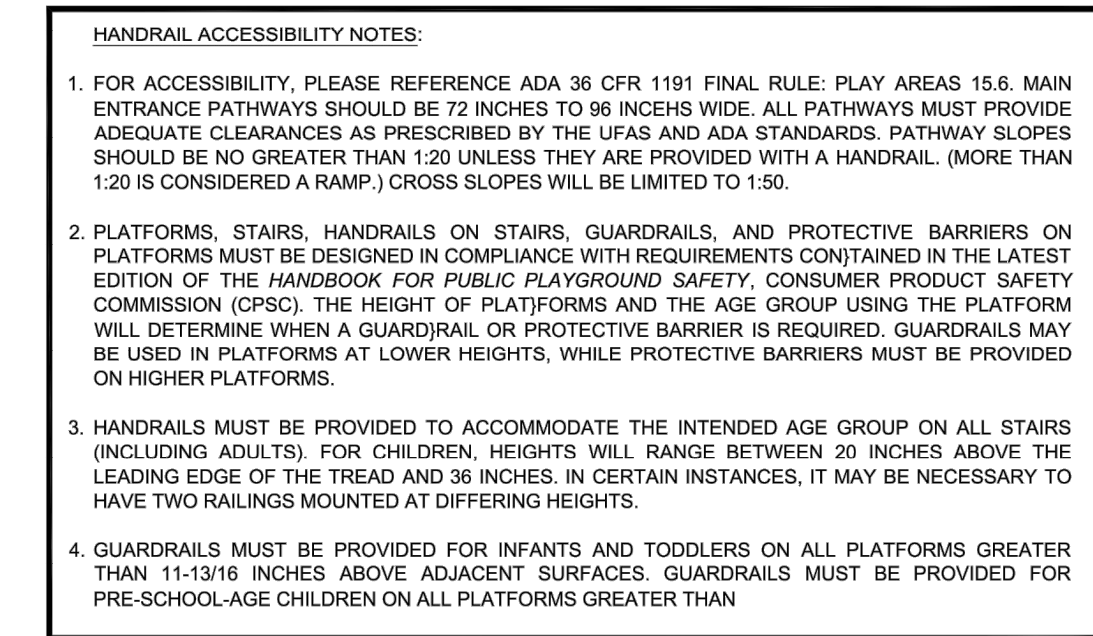 HANDRAIL ACCESSIBILITY NOTES:
1. FOR ACCESSIBILITY, PLEASE REFERENCE ADA 36 CFR 1191 FINAL RULE: PLAY AREAS 15.6. MAIN
ENTRANCE PATHWAYS SHOULD BE 72 INCHES TO 96 INCEHS WIDE. ALL PATHWAYS MUST PROVIDE
ADEQUATE CLEARANCES AS PRESCRIBED BY THE UFAS AND ADA STANDARDS. PATHWAY SLOPES
SHOULD BE NO GREATER THAN 1:20 UNLESS THEY ARE PROVIDED WITH A HANDRAIL. (MORE THAN
1:20 IS CONSIDERED A RAMP.) CROSS SLOPES WILL BE LIMITED TO 1:50.
2. PLATFORMS, STAIRS, HANDRAILS ON STAIRS, GUARDRAILS, AND PROTECTIVE BARRIERS ON
PLATFORMS MUST BE DESIGNED IN COMPLIANCE WITH REQUIREMENTS CON}TAINED IN THE LATEST
EDITION OF THE HANDBOOK FOR PUBLIC PLAYGROUND SAFETY, CONSUMER PRODUCT SAFETY
COMMISSION (CPSC). THE HEIGHT OF PLAT}FORMS AND THE AGE GROUP USING THE PLATFORM
WILL DETERMINE WHEN A GUARD}RAIL OR PROTECTIVE BARRIER IS REQUIRED. GUARDRAILS MAY
BE USED IN PLATFORMS AT LOWER HEIGHTS, WHILE PROTECTIVE BARRIERS MUST BE PROVIDED
ON HIGHER PLATFORMS.
3. HANDRAILS MUST BE PROVIDED TO ACCOMMODATE THE INTENDED AGE GROUP ON ALL STAIRS
(INCLUDING ADULTS). FOR CHILDREN, HEIGHTS WILL RANGE BETWEEN 20 INCHES ABOVE THE
LEADING EDGE OF THE TREAD AND 36 INCHES. IN CERTAIN INSTANCES, IT MAY BE NECESSARY TO
HAVE TWO RAILINGS MOUNTED AT DIFFERING HEIGHTS.
4. GUARDRAILS MUST BE PROVIDED FOR INFANTS AND TODDLERS ON ALL PLATFORMS GREATER
THAN 11-13/16 INCHES ABOVE ADJACENT SURFACES. GUARDRAILS MUST BE PROVIDED FOR
PRE-SCHOOL-AGE CHILDREN ON ALL PLATFORMS GREATER THAN